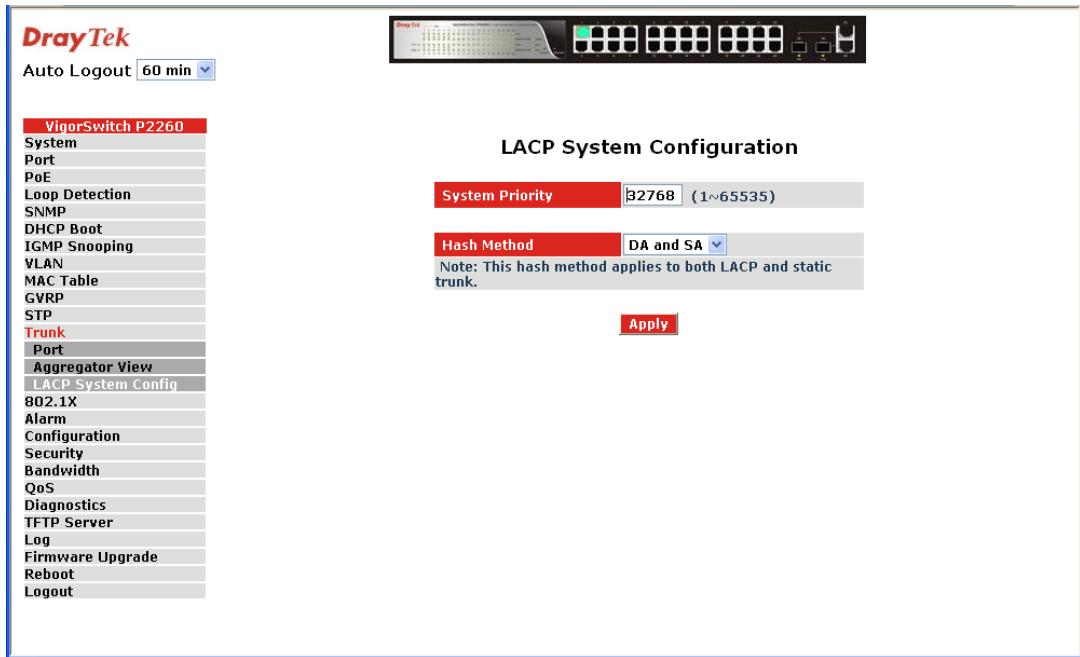 DrayTek
Auto Logout 60 min
VigorSwitch P2260
System
Port
PoE
Loop Detection
SNMP
DHCP Boot
IGMP Snooping
VLAN
MAC Table
GVRP
STP
Trunk
Port
Aggregator View
LACP System Config
802.1X
Alarm
Configuration
Security
Bandwidth
QoS
Diagnostics
TFTP Server
Log
Firmware Upgrade
Reboot
Logout
LACP System Configuration
System Priority 32768 (1~65535)
Hash Method DA and SA
Note: This hash method applies to both LACP and static
trunk.
Apply